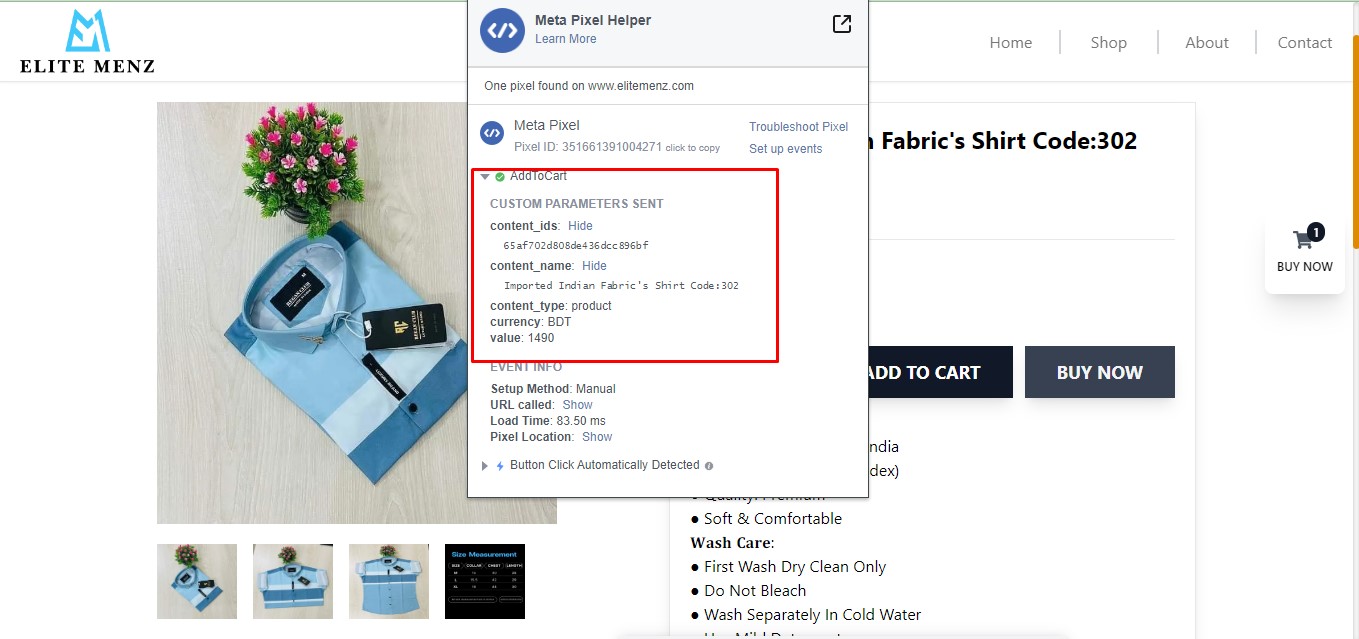 Meta Pixel Helper
Learn More
ELITE MENZ
Home
Shop
About
Contact
One pixel found on www.elitemenz.com
Meta Pixel
Pixel ID: 351661391004271 click to copy
Troubleshoot Pixel
Set up events
Fabric's Shirt Code:302
AddToCart
CUSTOM PARAMETERS SENT
content_ids: Hide
65af702d808de436dcc896bf
content_name: Hide
Imported Indian Fabric's Shirt Code:302
content_type: product
currency: BDT
value: 1490
EVENT INFO
Setup Method: Manual
URL called: Show
Load Time: 83.50 ms
Pixel Location: Show
Button Click Automatically Detected
1
BUY NOW
ADD TO CART
BUY NOW
ndia
dex)
● Quality: Premium
● Soft & Comfortable
Wash Care:
● First Wash Dry Clean Only
● Do Not Bleach
● Wash Separately In Cold Water
Size Measurement
SIZE
COLLAR
CHEST
LENGTH